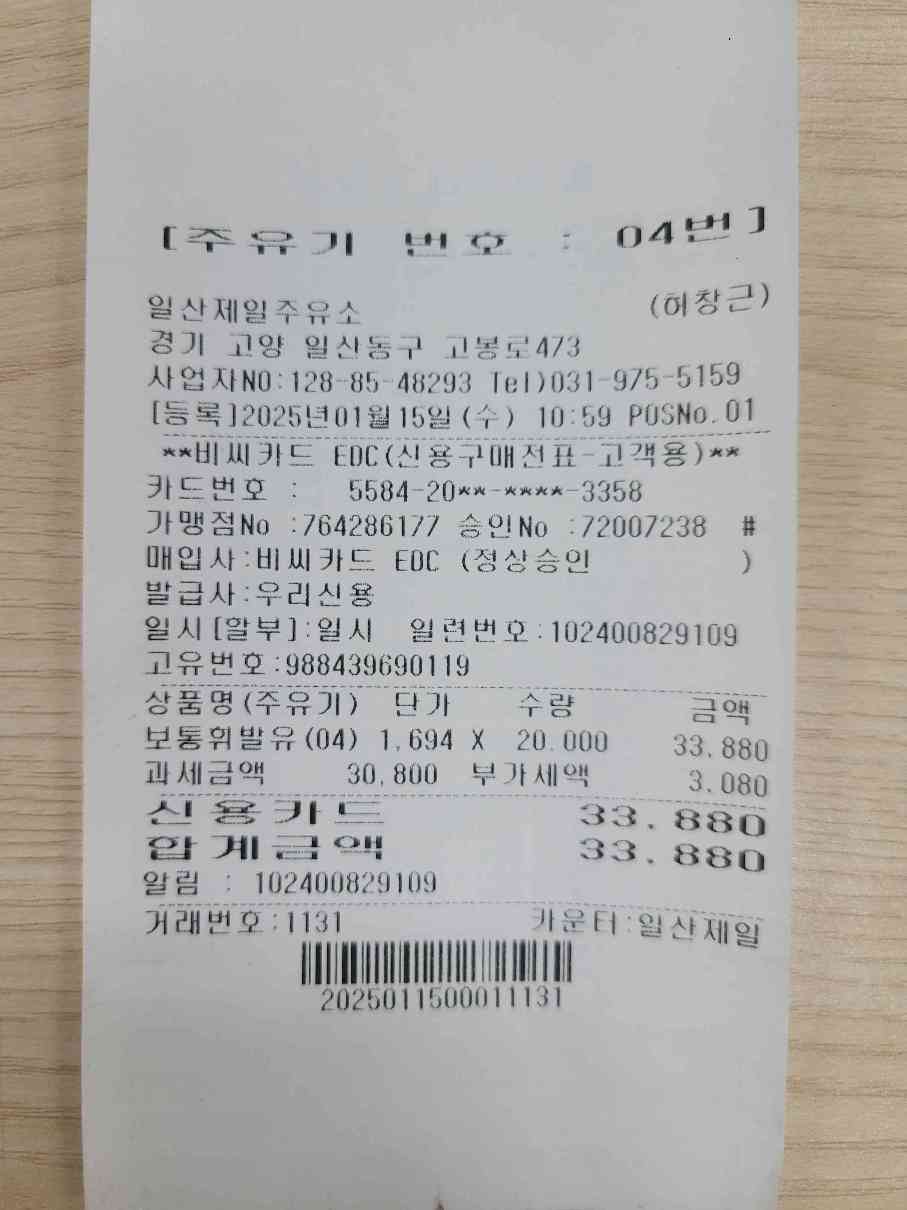 [주유기 번호 : 04번]
일산제일주유소 (허창근)
경기 고양 일산동구 고봉로473
사업자NO:128-85-48293 Tel)031-975-5159
[등록]2025년01월15일(수) 10:59 POSNo.01
**비씨카드 EDC(신용구매전표-고객용)**
카드번호 : 5584-20**-****-3358
가맹점No :764286177 승인No :72007238 #
매입사:비씨카드 EDC (정상승인 )
발급사:우리신용
일시[할부]:일시 일련번호:102400829109
고유번호:988439690119
상품명(주유기) 단가 수량 금액
보통휘발유(04) 1,694 X 20.000 33.880
과세금액 30,800 부가세액 3.080
신용카드 33.880
합계금액 33.880
알림 : 102400829109
거래번호:1131 카운터:일산제일
2025011500011131